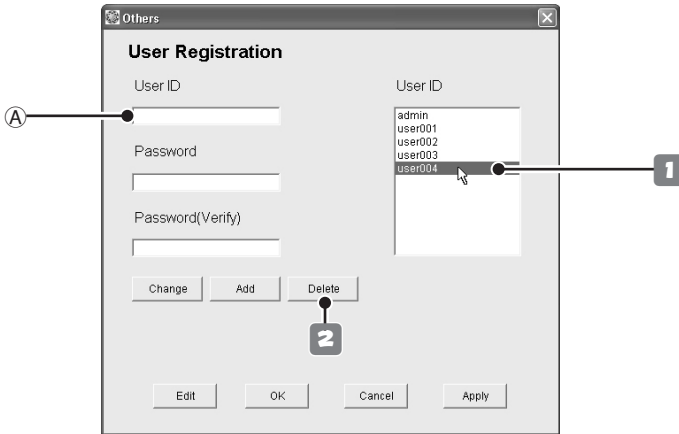 Others
User Registration
User ID
User ID
Ⓐ
admin
user001
user002
user003
user004
1
Password
Password(Verify)
Change Add Delete
2
Edit OK Cancel Apply